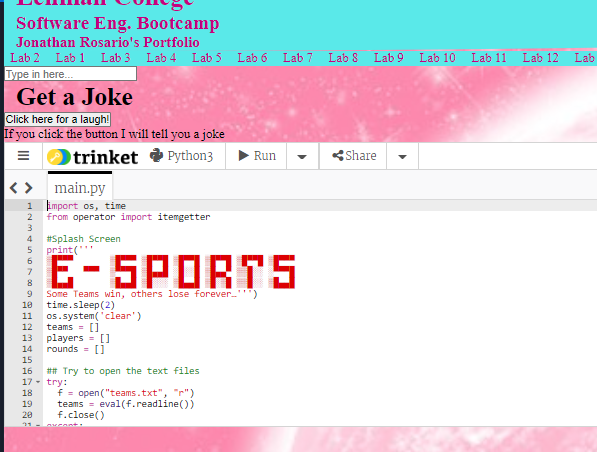 Lehman College
Software Eng. Bootcamp
Jonathan Rosario's Portfolio
Lab 2 Lab 1 Lab 3 Lab 4 Lab 5 Lab 6 Lab 7 Lab 8 Lab 9 Lab 10 Lab 11 Lab 12 Lab
Type in here...
Get a Joke
Click here for a laugh!
If you click the button I will tell you a joke
trinket Python3 Run Share
main.py
1 import os, time
2 from operator import itemgetter
3
4 #Splash Screen
5 print('''
6
7 E-SPORTS
8
9 Some Teams win, others lose forever…''')
10 time.sleep(2)
11 os.system('clear')
12 teams = []
13 players = []
14 rounds = []
15
16 ## Try to open the text files
17 try:
18 f = open("teams.txt", "r")
19 teams = eval(f.readline())
20 f.close()
21 except: